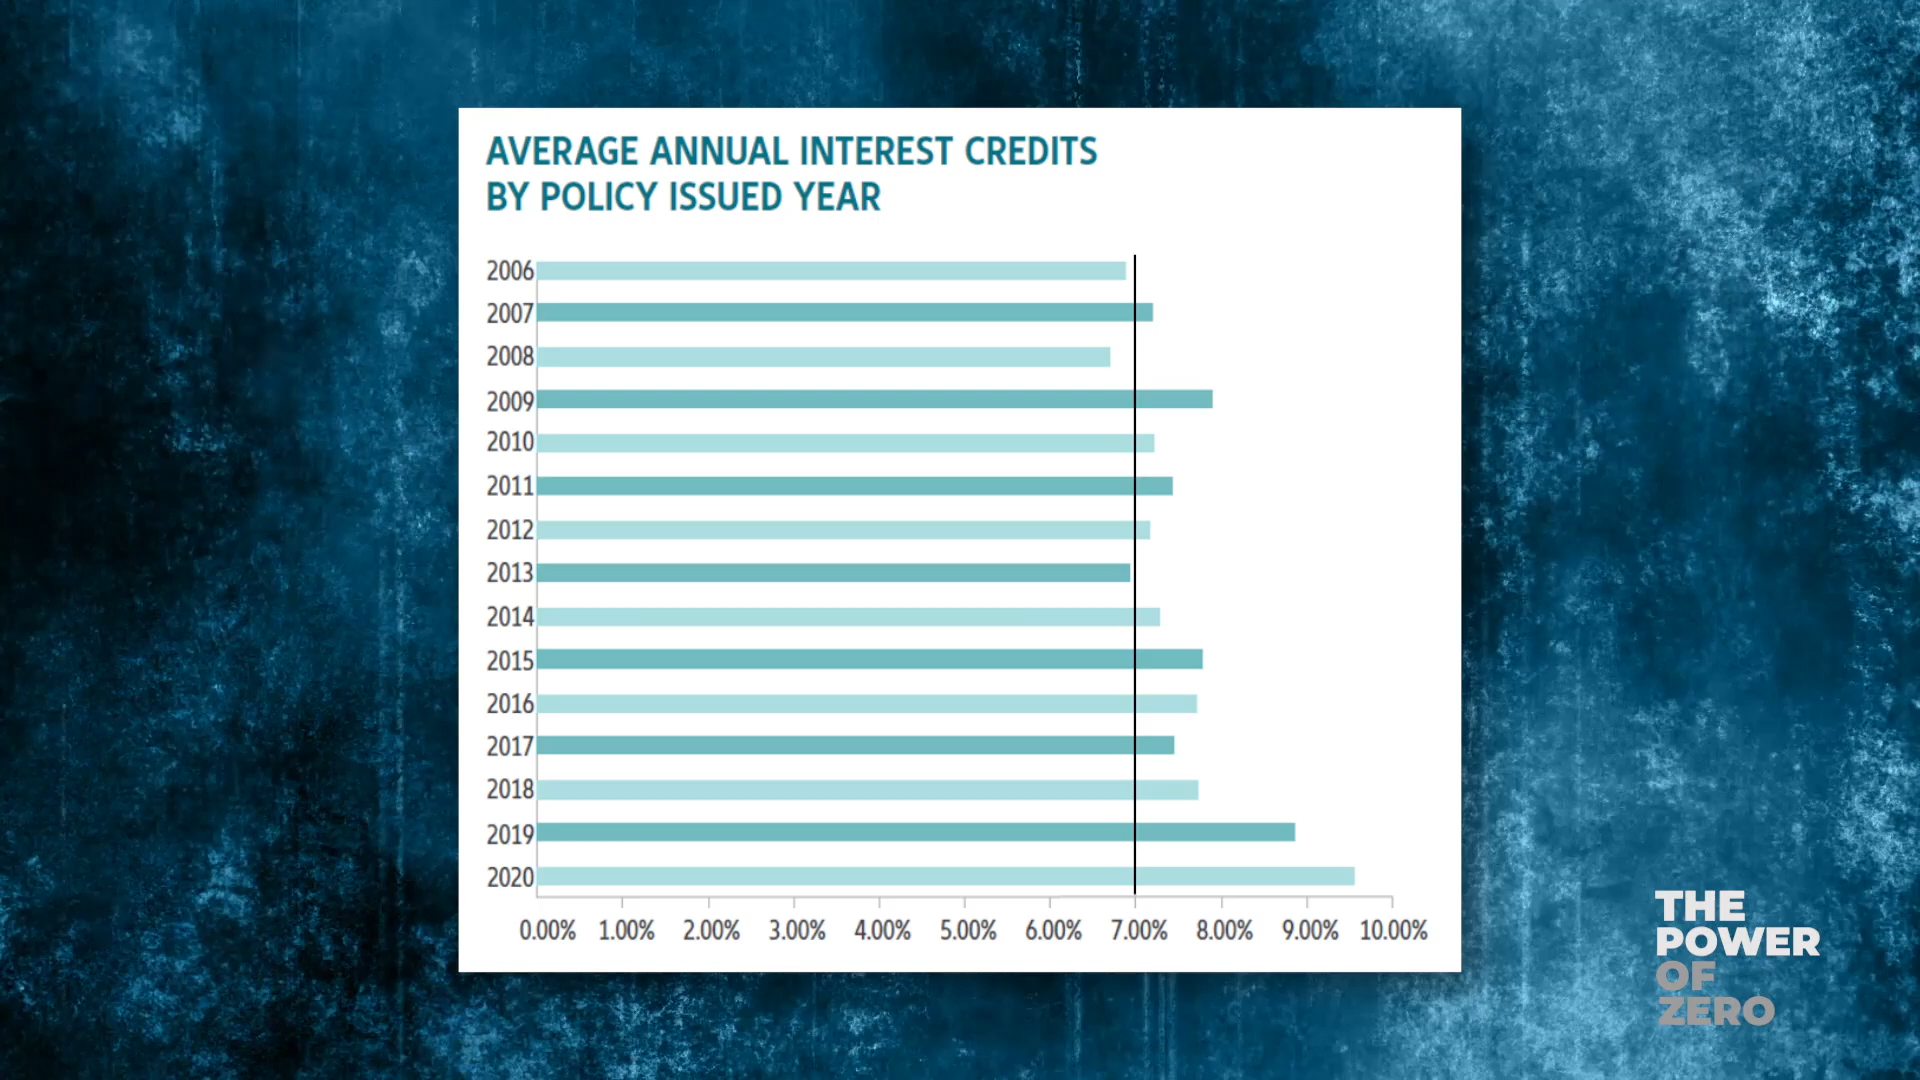 AVERAGE ANNUAL INTEREST CREDITS
BY POLICY ISSUED YEAR
2006
2007
2008
2009
2010
2011
2012
2013
2014
2015
2016
2017
2018
2019
2020
0.00% 1.00% 2.00% 3.00% 4.00% 5.00% 6.00% 7.00% 8.00% 9.00% 10.00%
THE
POWER
OF
ZERO